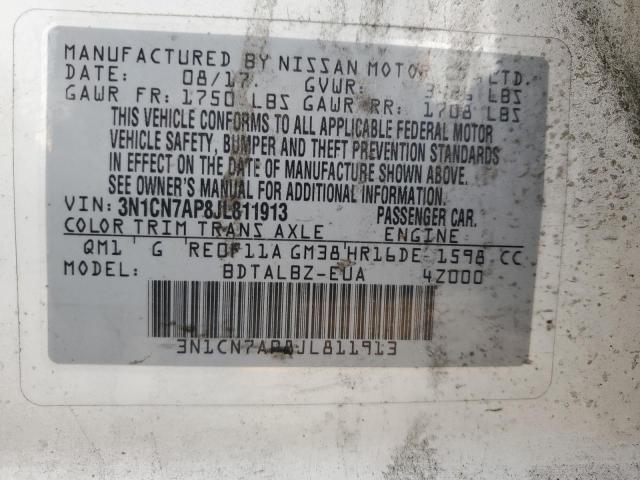 MANUFACTURED BY NISSAN MOTOR LTD.
DATE: 08/17. GVWR: LBS
GAWR FR: 1750 LBS GAWR RR: 1708 LBS
THIS VEHICLE CONFORMS TO ALL APPLICABLE FEDERAL MOTOR
VEHICLE SAFETY, BUMPER AND THEFT PREVENTION STANDARDS
IN EFFECT ON THE DATE OF MANUFACTURE SHOWN ABOVE.
SEE OWNER'S MANUAL FOR ADDITIONAL INFORMATION.
VIN: 3N1CN7AP8JL811913 PASSENGER CAR.
COLOR TRIM TRANS AXLE ENGINE
QM1 G RE0F11A GM38 HR16DE-1598 CC
BDTALBZ-EUA 4Z000
3N1CN7AP8JL811913